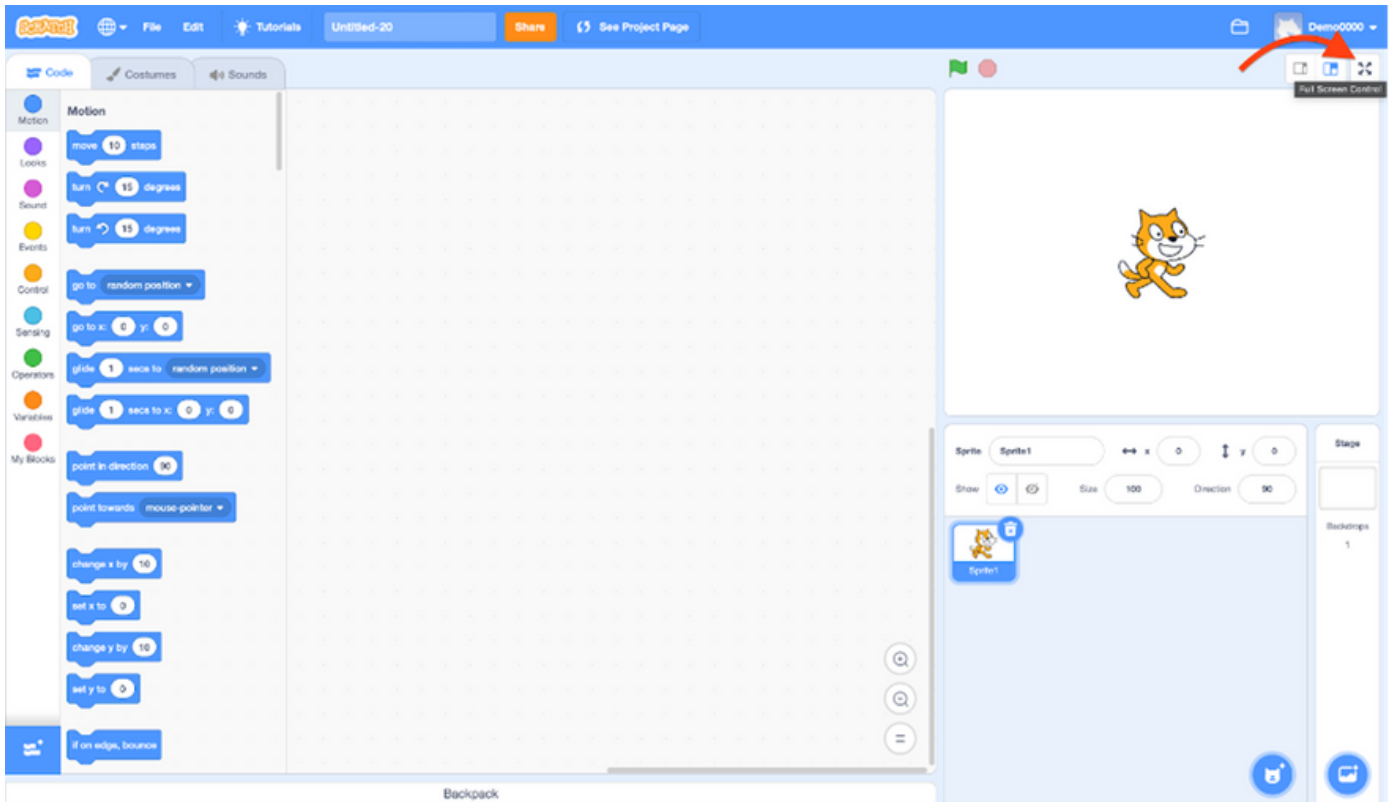 SCRATCH
File Edit Tutorials Untitled-20 Share See Project Page Demo0000
Code Costumes Sounds
Full Screen Control
Motion
Looks
Sound
Events
Control
Sensing
Operators
Variables
My Blocks
Motion
move 10 steps
turn 15 degrees
turn 15 degrees
go to random position
go to x: 0 y: 0
glide 1 secs to random position
glide 1 secs to x: 0 y: 0
point in direction 90
point towards mouse-pointer
change x by 10
set x to 0
change y by 10
set y to 0
if on edge, bounce
Backpack
Sprite Sprite1 x 0 y 0
Show Size 100 Direction 90
Sprite1
Stage
Backdrops
1